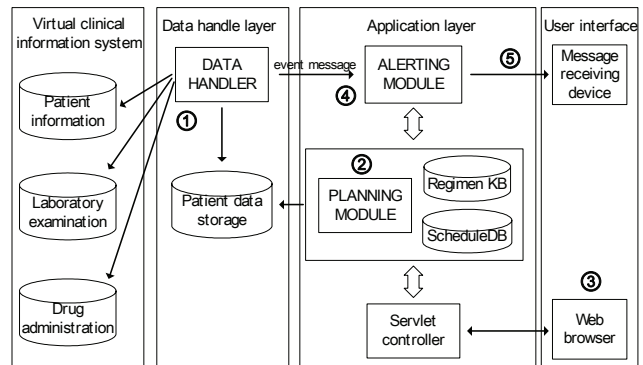 Virtual clinical
information system
Data handle layer
Application layer
User interface
DATA
HANDLER
event message
ALERTING
MODULE
⑤
Message
receiving
device
Patient
information
①
④
②
Regimen KB
Laboratory
examination
Patient data
storage
PLANNING
MODULE
ScheduleDB
③
Drug
administration
Servlet
controller
Web
browser